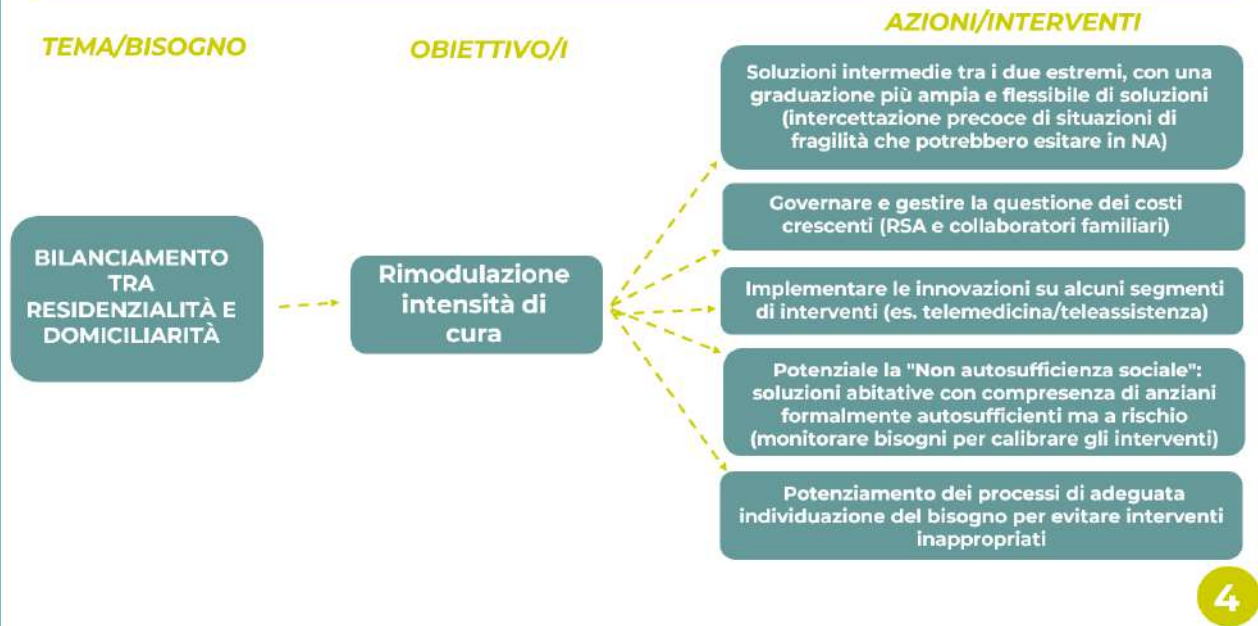 TEMA/BISOGNO
OBIETTIVO/I
AZIONI/INTERVENTI
BILANCIAMENTO
TRA
RESIDENZIALITÀ E
DOMICILIARITÀ
Rimodulazione
intensità di
cura
Soluzioni intermedie tra i due estremi, con una
graduazione più ampia e flessibile di soluzioni
(intercettazione precoce di situazioni di
fragilità che potrebbero esitare in NA)
Governare e gestire la questione dei costi
crescenti (RSA e collaboratori familiari)
Implementare le innovazioni su alcuni segmenti
di interventi (es. telemedicina/teleassistenza)
Potenziale la "Non autosufficienza sociale":
soluzioni abitative con compresenza di anziani
formalmente autosufficienti ma a rischio
(monitorare bisogni per calibrare gli interventi)
Potenziamento dei processi di adeguata
individuazione del bisogno per evitare interventi
inappropriati
4